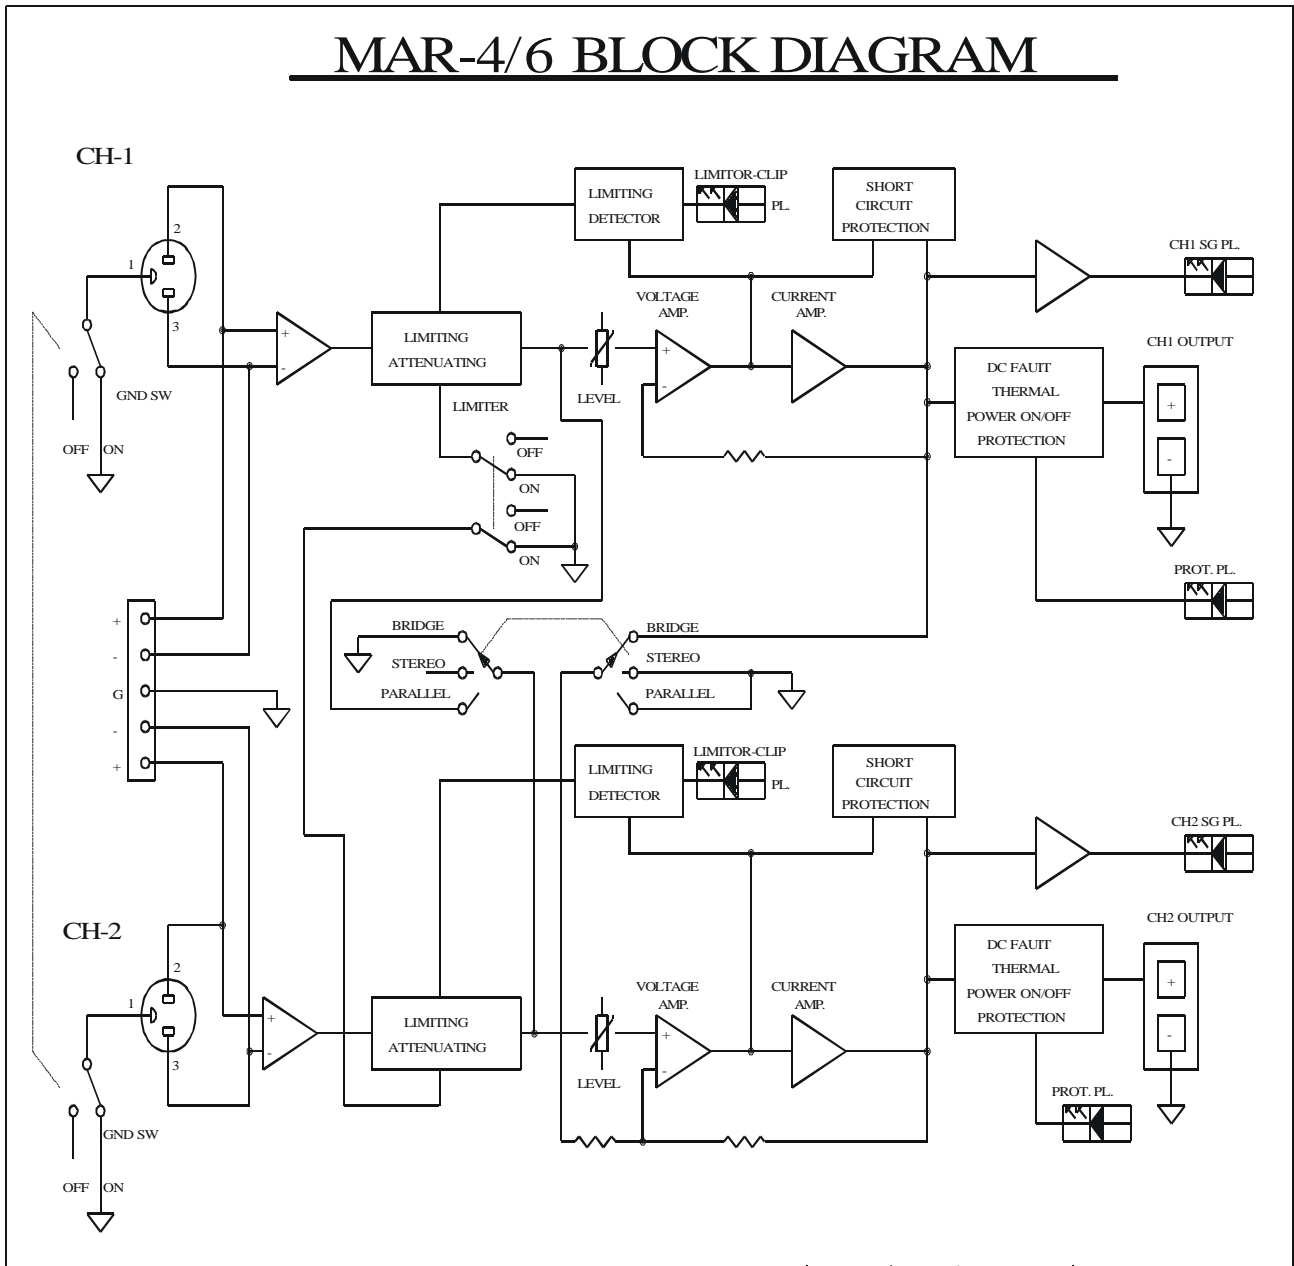 MAR-4/6 BLOCK DIAGRAM
CH-1
2
1
3
GND SW
OFF
ON
+
-
LIMITING
ATTENUATING
LIMITER
OFF
ON
OFF
ON
LIMITING
DETECTOR
LIMITOR-CLIP
PL.
SHORT
CIRCUIT
PROTECTION
VOLTAGE
AMP.
CURRENT
AMP.
+
-
LEVEL
CH1 SG PL.
DC FAUIT
THERMAL
POWER ON/OFF
PROTECTION
CH1 OUTPUT
+
-
PROT. PL.
+
-
G
-
+
BRIDGE
STEREO
PARALLEL
BRIDGE
STEREO
PARALLEL
LIMITING
DETECTOR
LIMITOR-CLIP
PL.
SHORT
CIRCUIT
PROTECTION
CH2 SG PL.
CH-2
2
1
3
GND SW
OFF
ON
+
-
LIMITING
ATTENUATING
LEVEL
VOLTAGE
AMP.
CURRENT
AMP.
+
-
DC FAUIT
THERMAL
POWER ON/OFF
PROTECTION
CH2 OUTPUT
+
-
PROT. PL.